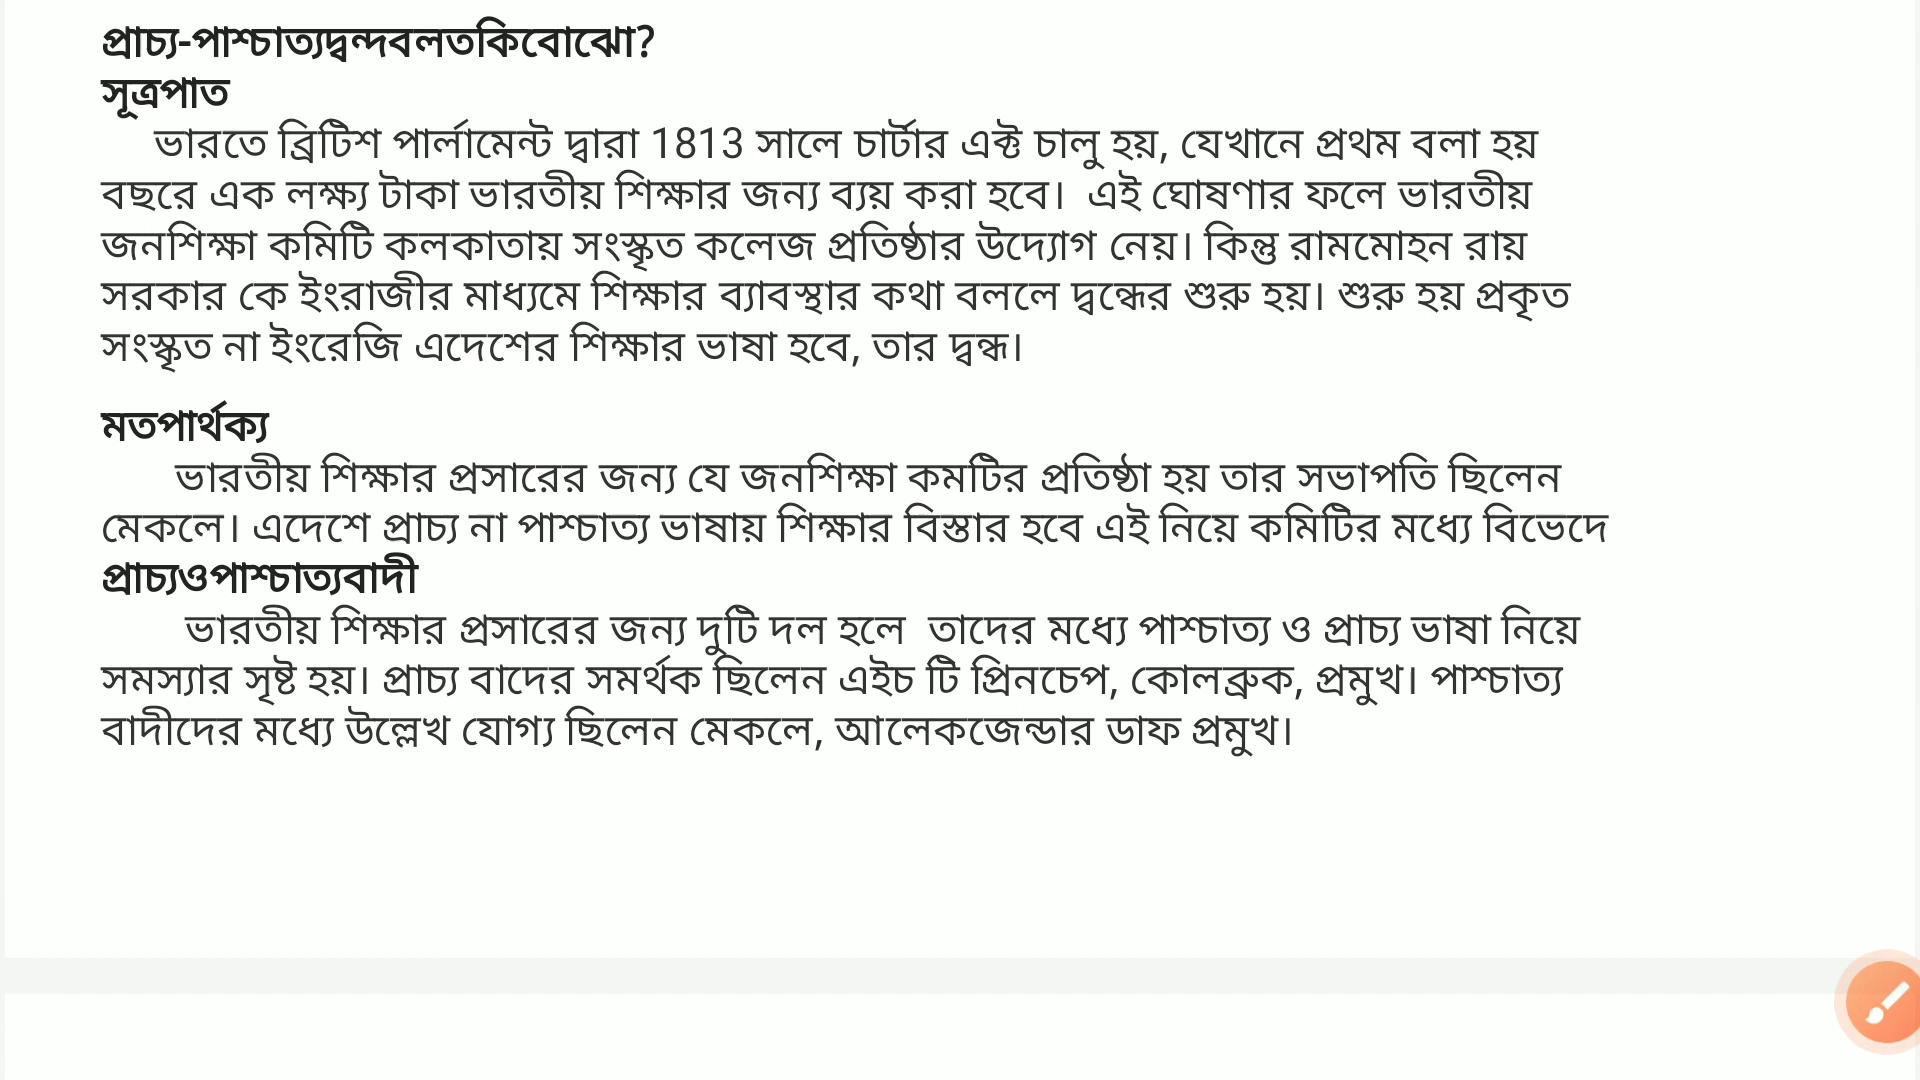 প্রাচ্য-পাশ্চাত্যদ্বন্দবলতকিবোঝো?
সূত্রপাত
ভারতে ব্রিটিশ পার্লামেন্ট দ্বারা 1813 সালে চার্টার এক্ট চালু হয়, যেখানে প্রথম বলা হয়
বছরে এক লক্ষ্য টাকা ভারতীয় শিক্ষার জন্য ব্যয় করা হবে।  এই ঘোষণার ফলে ভারতীয়
জনশিক্ষা কমিটি কলকাতায় সংস্কৃত কলেজ প্রতিষ্ঠার উদ্যোগ নেয়। কিন্তু রামমোহন রায়
সরকার কে ইংরাজীর মাধ্যমে শিক্ষার ব্যাবস্থার কথা বললে দ্বন্ধের শুরু হয়। শুরু হয় প্রকৃত
সংস্কৃত না ইংরেজি এদেশের শিক্ষার ভাষা হবে, তার দ্বন্ধ।
মতপার্থক্য
ভারতীয় শিক্ষার প্রসারের জন্য যে জনশিক্ষা কমটির প্রতিষ্ঠা হয় তার সভাপতি ছিলেন
মেকলে। এদেশে প্রাচ্য না পাশ্চাত্য ভাষায় শিক্ষার বিস্তার হবে এই নিয়ে কমিটির মধ্যে বিভেদে
প্রাচ্যওপাশ্চাত্যবাদী
ভারতীয় শিক্ষার প্রসারের জন্য দুটি দল হলে  তাদের মধ্যে পাশ্চাত্য ও প্রাচ্য ভাষা নিয়ে
সমস্যার সৃষ্ট হয়। প্রাচ্য বাদের সমর্থক ছিলেন এইচ টি প্রিনচেপ, কোলব্রুক, প্রমুখ। পাশ্চাত্য
বাদীদের মধ্যে উল্লেখ যোগ্য ছিলেন মেকলে, আলেকজেন্ডার ডাফ প্রমুখ।